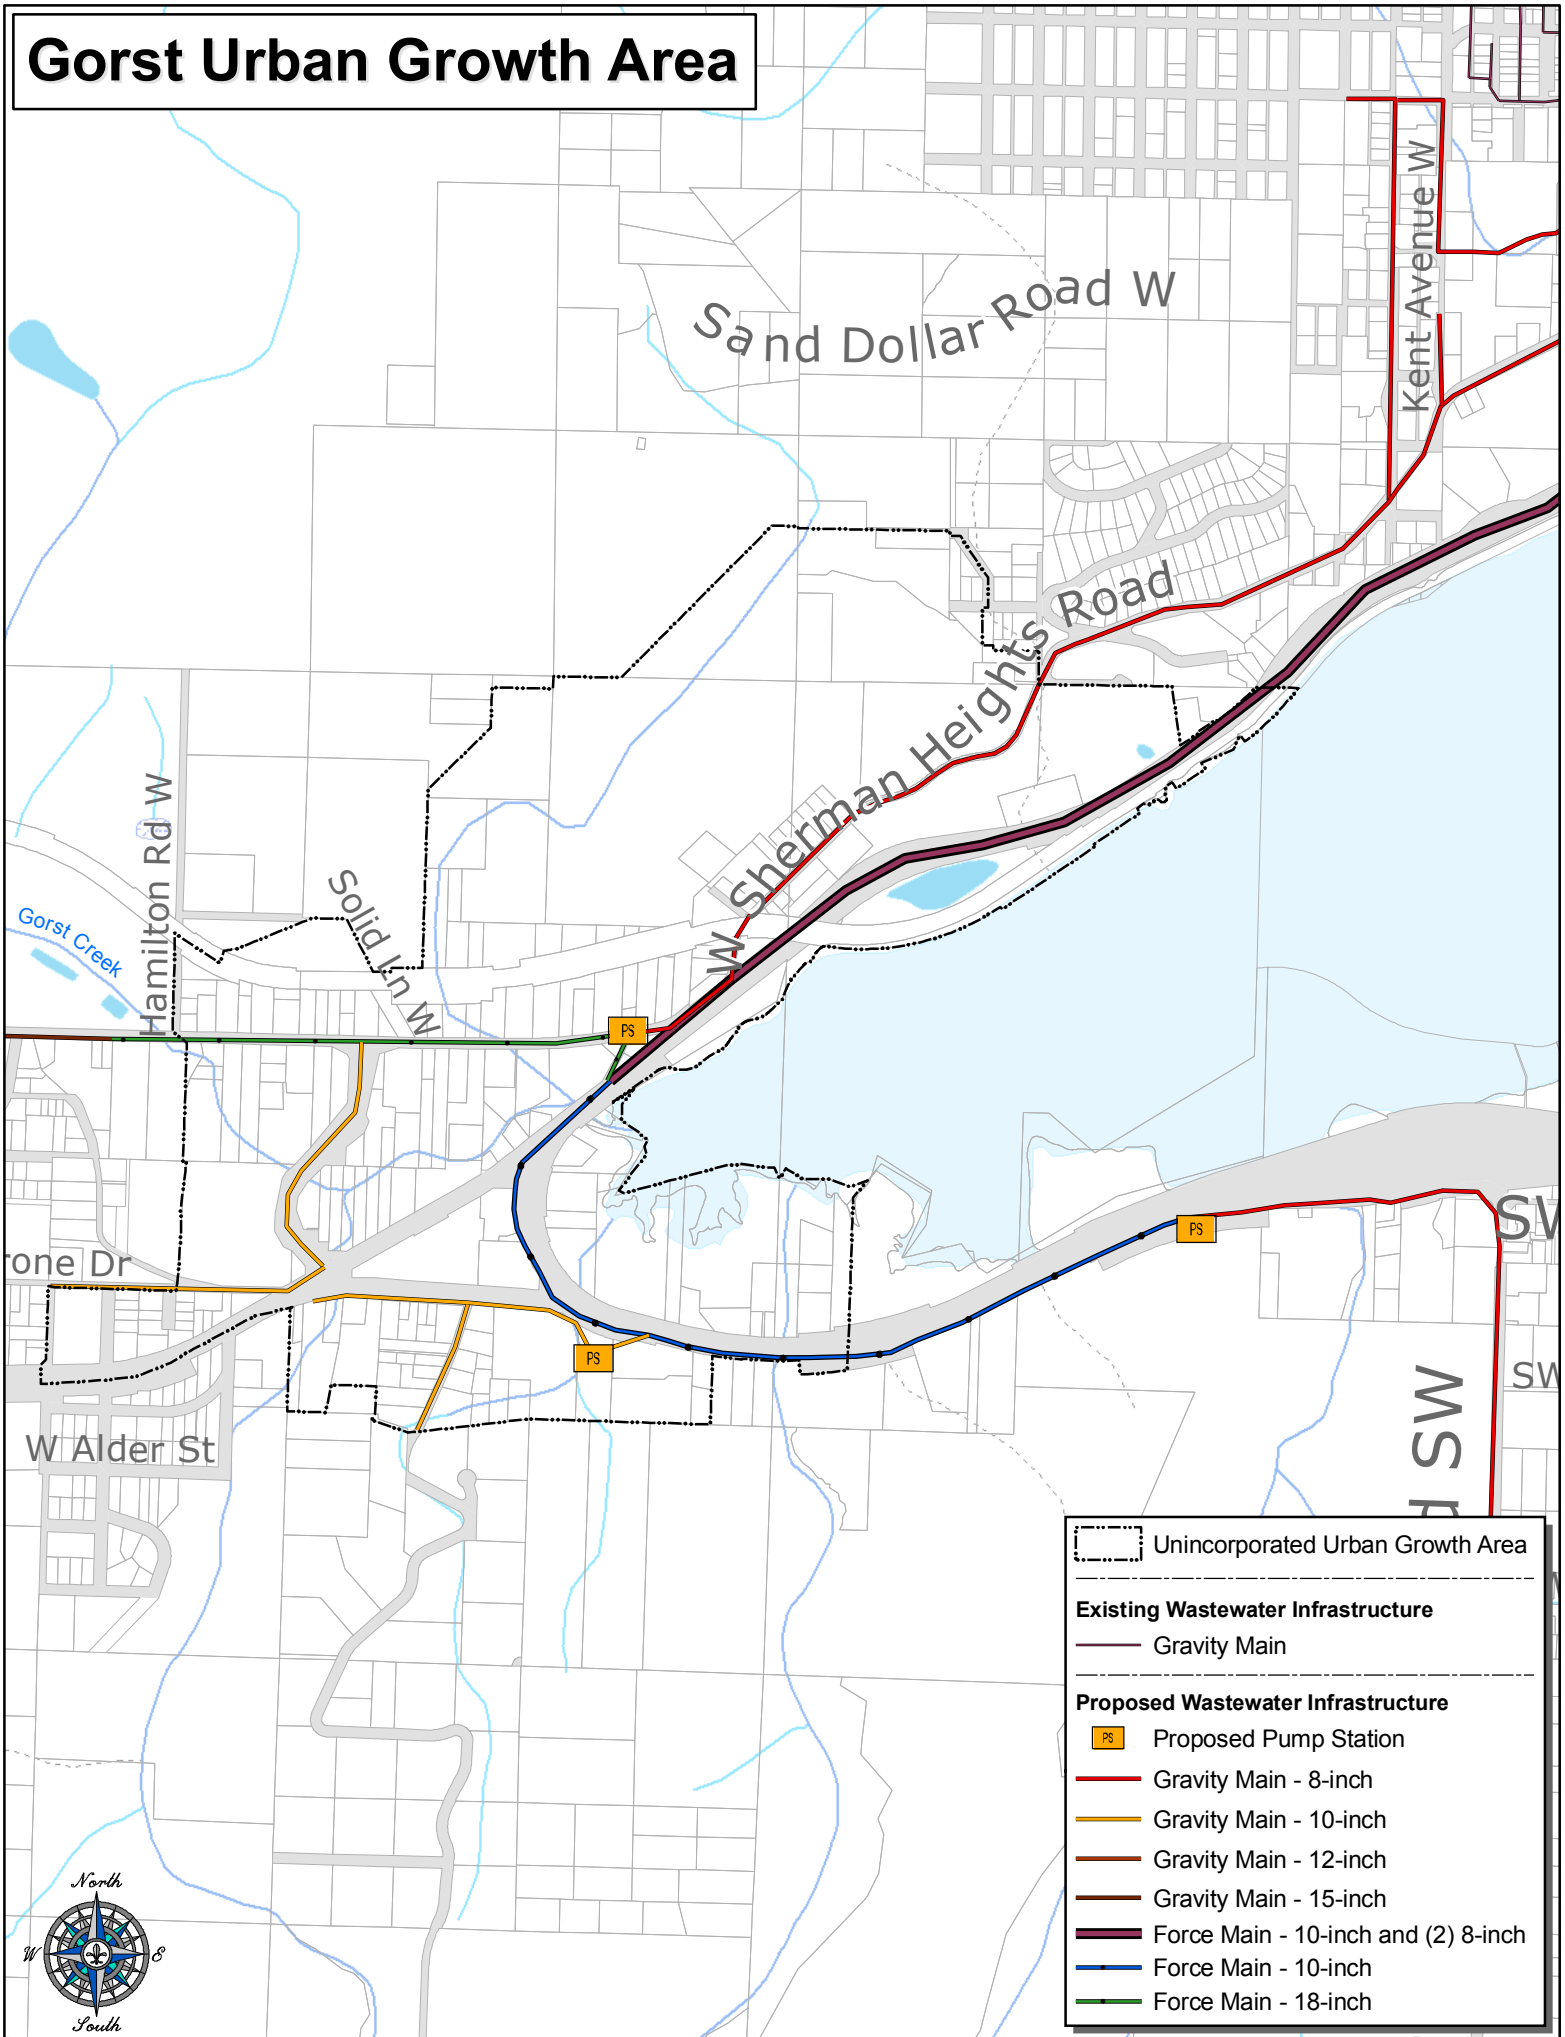 Gorst Urban Growth Area
Kent Avenue W
Sand Dollar Road W
W Sherman Heights Road
Hamilton Rd W
Solid Ln W
Gorst Creek
PS
PS
PS
rone Dr
SW
SW
W Alder St
d SW
Unincorporated Urban Growth Area
Existing Wastewater Infrastructure
Gravity Main
Proposed Wastewater Infrastructure
PS Proposed Pump Station
Gravity Main - 8-inch
Gravity Main - 10-inch
Gravity Main - 12-inch
Gravity Main - 15-inch
Force Main - 10-inch and (2) 8-inch
Force Main - 10-inch
Force Main - 18-inch
North
W
E
South